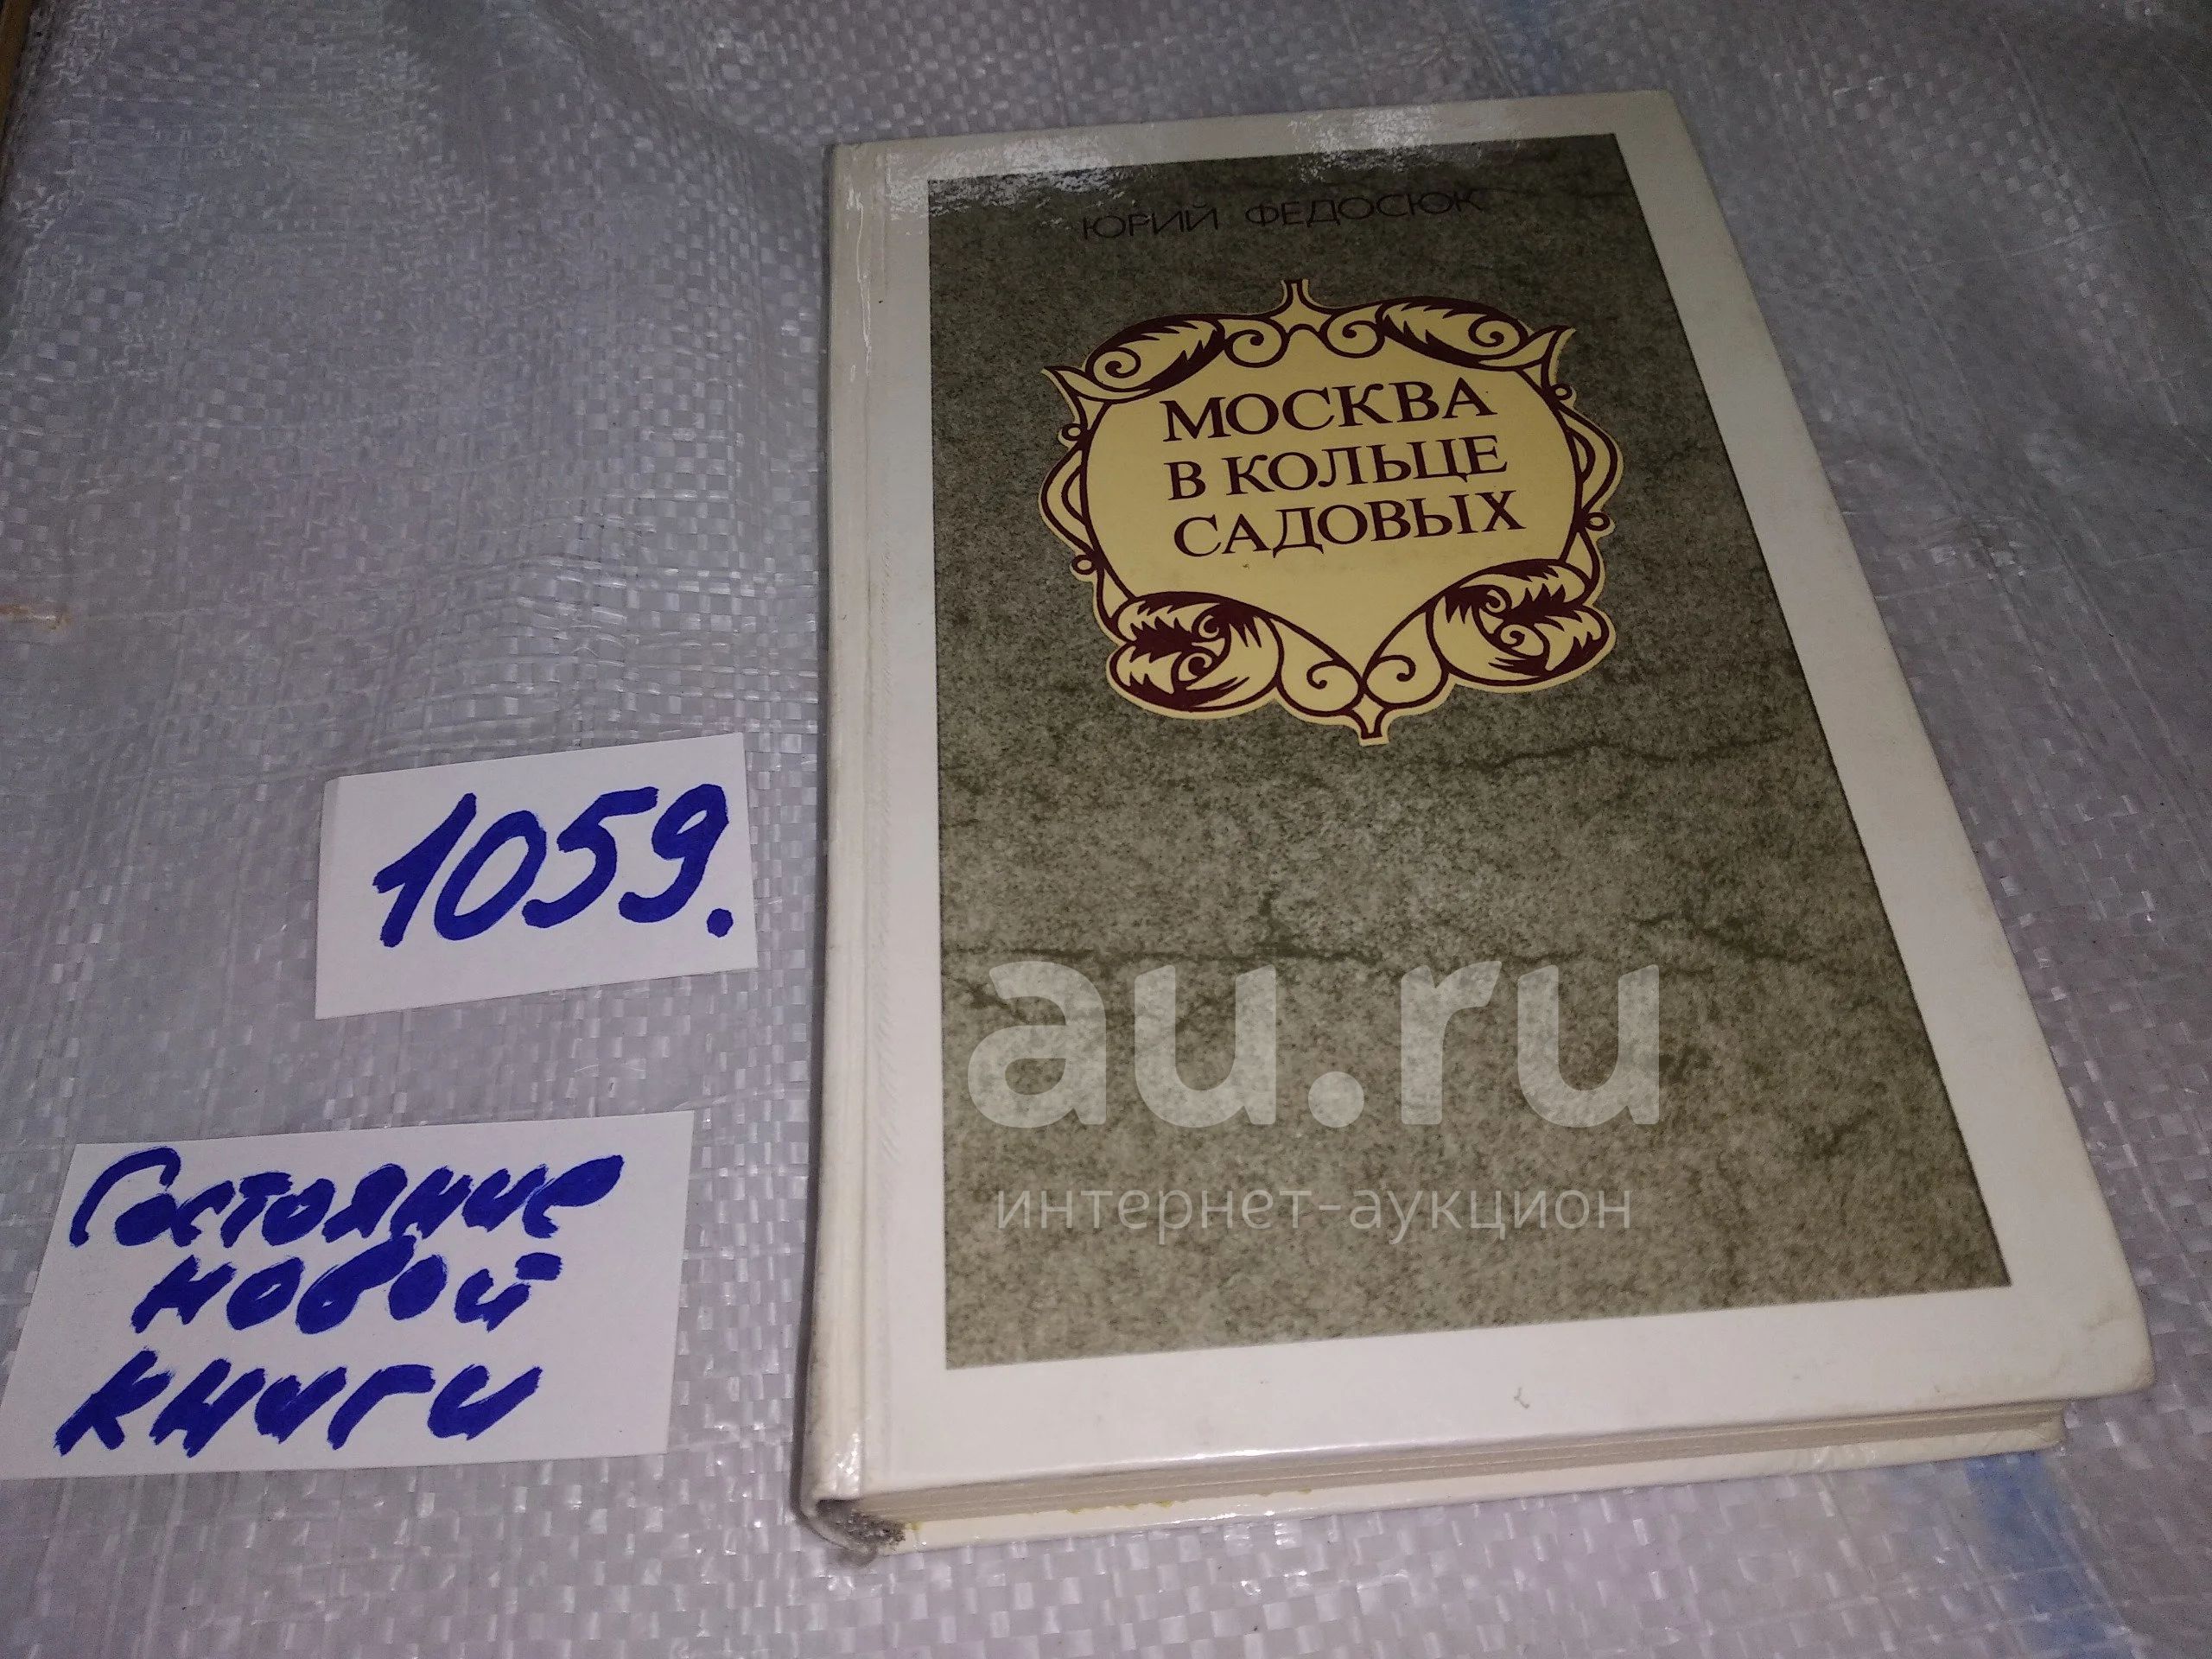 ЮРИЙ ФЕДОСЮК
МОСКВА
В КОЛЬЦЕ
САДОВЫХ
1059.
au.ru
интернет-аукцион
Состояние
новой
книги